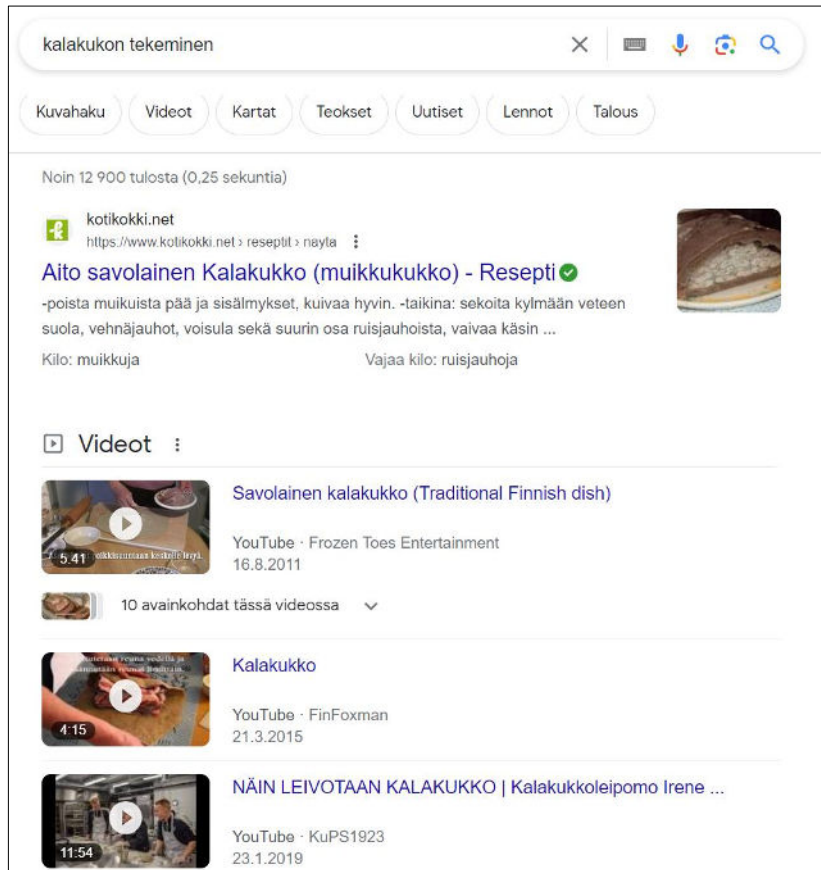 kalakukon tekeminen
Kuvahaku
Videot
Kartat
Teokset
Uutiset
Lennot
Talous
Noin 12 900 tulosta (0,25 sekuntia)
kotikokki.net
https://www.kotikokki.net › reseptit › nayta
Aito savolainen Kalakukko (muikkukukko) - Resepti
-poista muikuista pää ja sisälmykset, kuivaa hyvin. -taikina: sekoita kylmään veteen
suola, vehnäjauhot, voisula sekä suurin osa ruisjauhoista, vaivaa käsin ...
Kilo: muikkuja
Vajaa kilo: ruisjauhoja
Videot
Savolainen kalakukko (Traditional Finnish dish)
YouTube · Frozen Toes Entertainment
16.8.2011
5.41
10 avainkohdat tässä videossa
Kalakukko
YouTube · FinFoxman
21.3.2015
4:15
NÄIN LEIVOTAAN KALAKUKKO | Kalakukkoleipomo Irene ...
YouTube · KuPS1923
23.1.2019
11:54